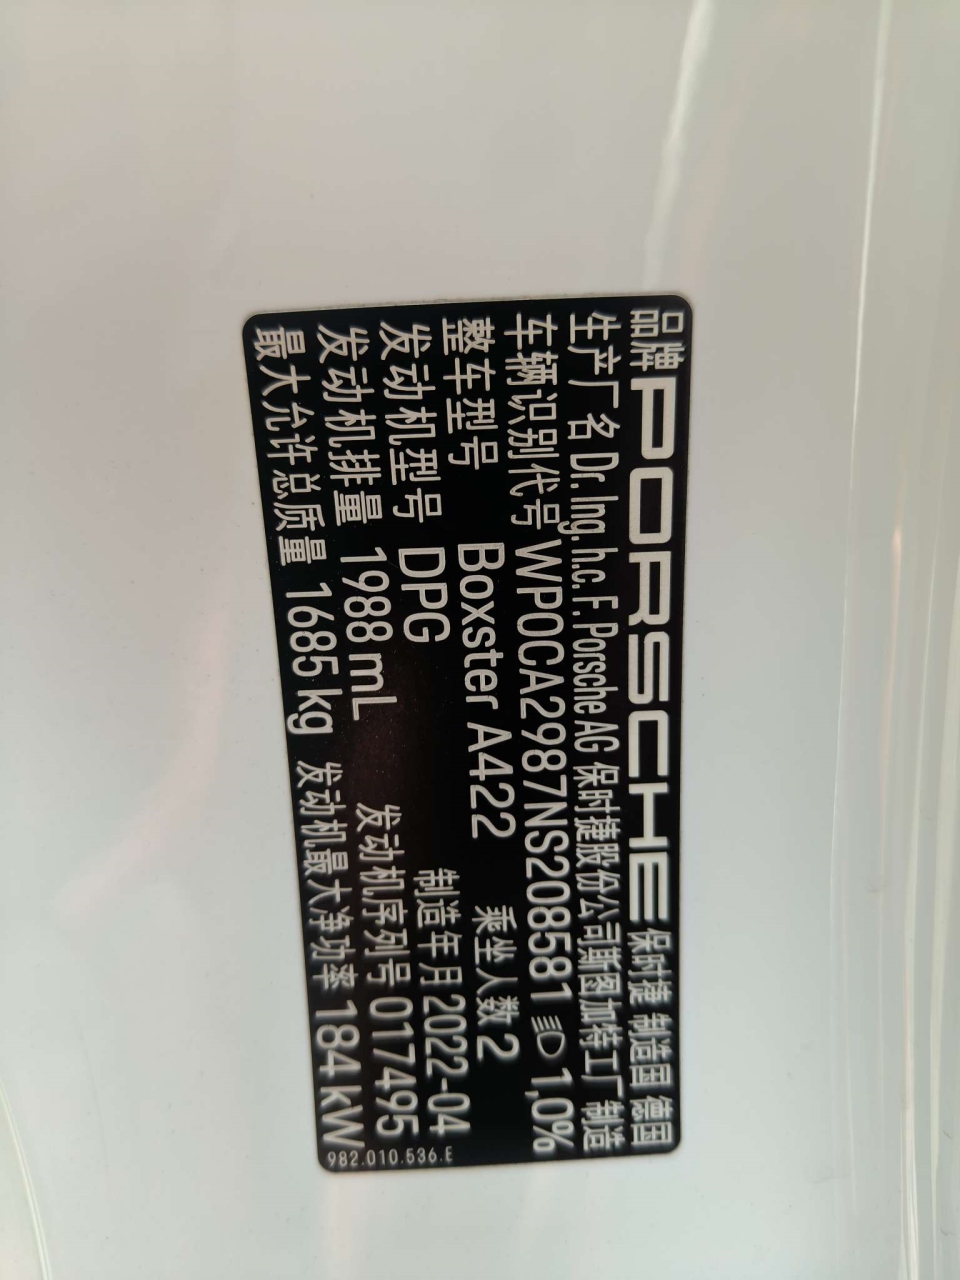 品牌 PORSCHE 保时捷 制造国 德国
生产厂名 Dr. Ing. h.c. F. Porsche AG 保时捷股份公司斯图加特工厂 制造
车辆识别代号 WP0CA2987NS208581 1,0%
整车型号 Boxster A422 乘坐人数 2
发动机型号 DPG 制造年月 2022-04
发动机排量 1988 mL 发动机序列号 017495
最大允许总质量 1685 kg 发动机最大净功率 184 kW
982.010.536.E